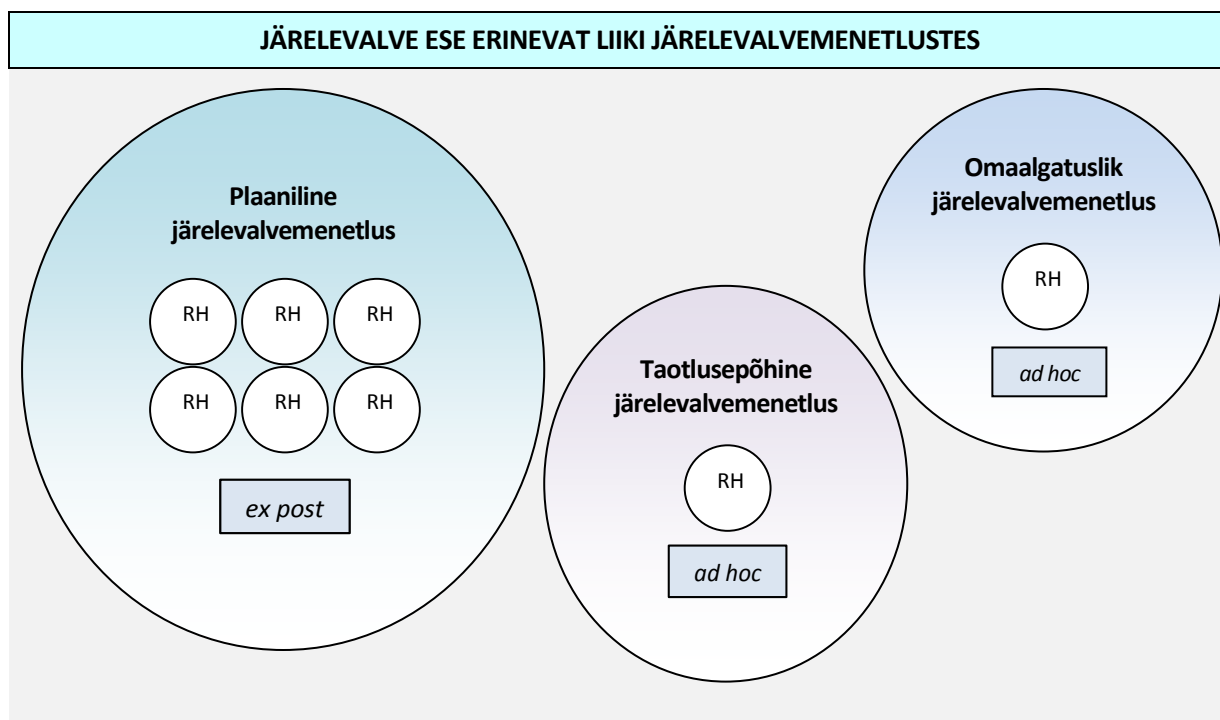 JÄRELEVALVE ESE ERINEVAT LIIKI JÄRELEVALVEMENETLUSTES
Plaaniline
järelevalvemenetlus
RH RH RH
RH RH RH
ex post
Taotlusepõhine
järelevalvemenetlus
RH
ad hoc
Omaalgatuslik
järelevalvemenetlus
RH
ad hoc